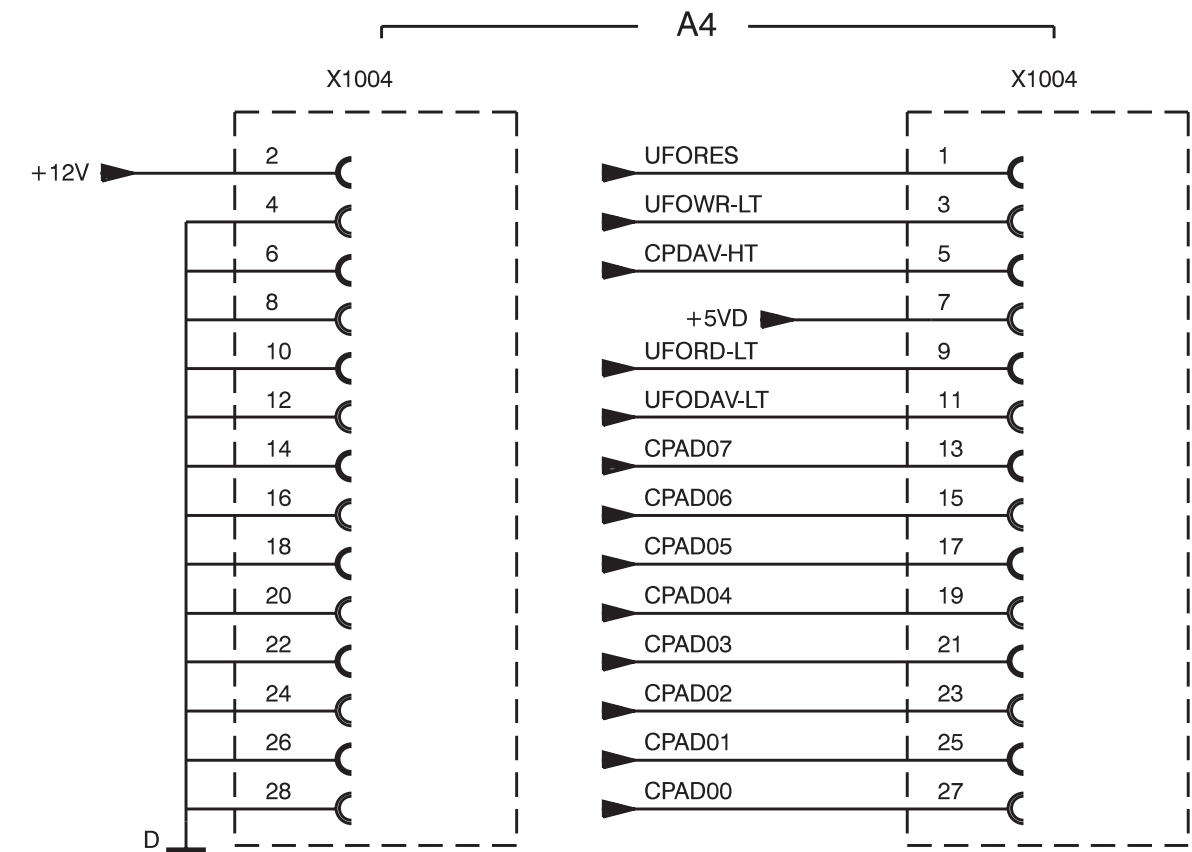 A4
X1004 X1004
2 UFORES 1
+12V
4 UFOWR-LT 3
6 CPDAV-HT 5
8 +5VD 7
10 UFORD-LT 9
12 UFODAV-LT 11
14 CPAD07 13
16 CPAD06 15
18 CPAD05 17
20 CPAD04 19
22 CPAD03 21
24 CPAD02 23
26 CPAD01 25
28 CPAD00 27
D